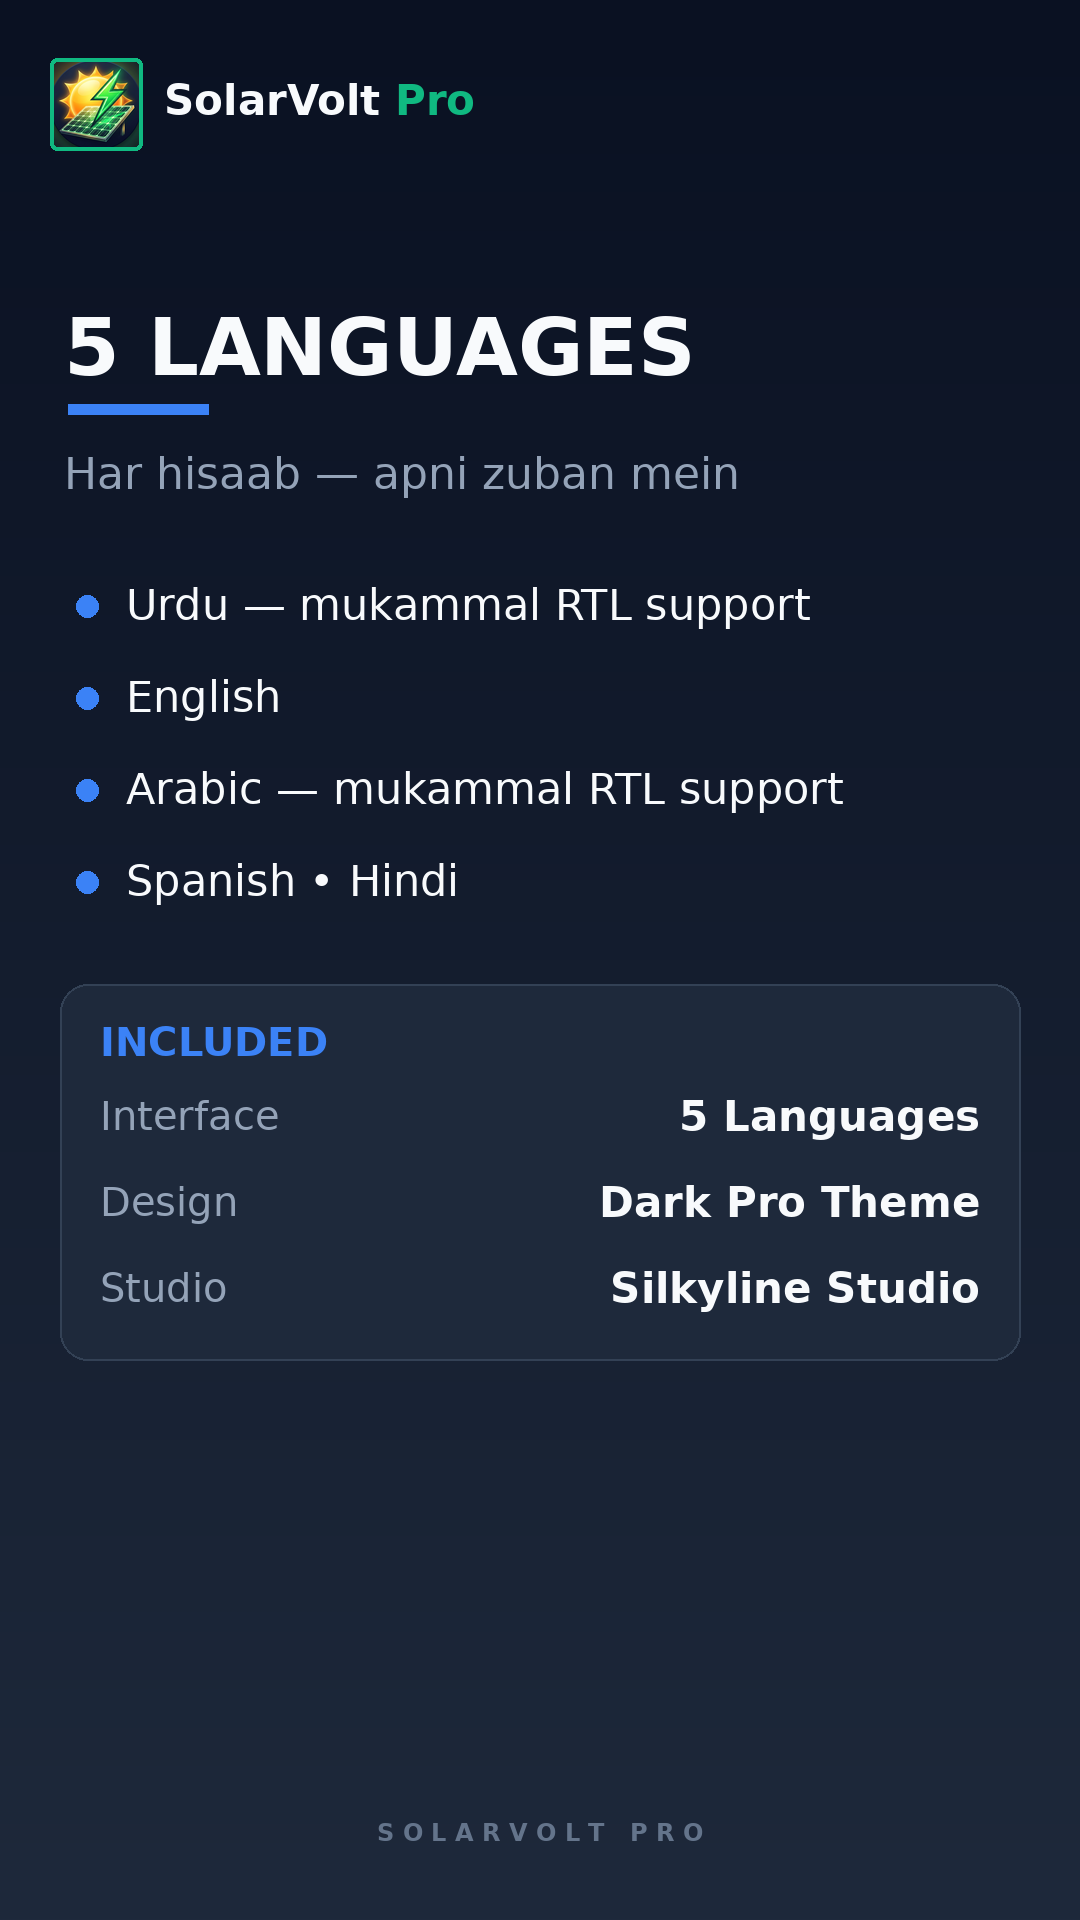 SolarVolt Pro
5 LANGUAGES
Har hisaab — apni zuban mein
Urdu — mukammal RTL support
English
Arabic — mukammal RTL support
Spanish • Hindi
INCLUDED
Interface 5 Languages
Design Dark Pro Theme
Studio Silkyline Studio
SOLARVOLT PRO